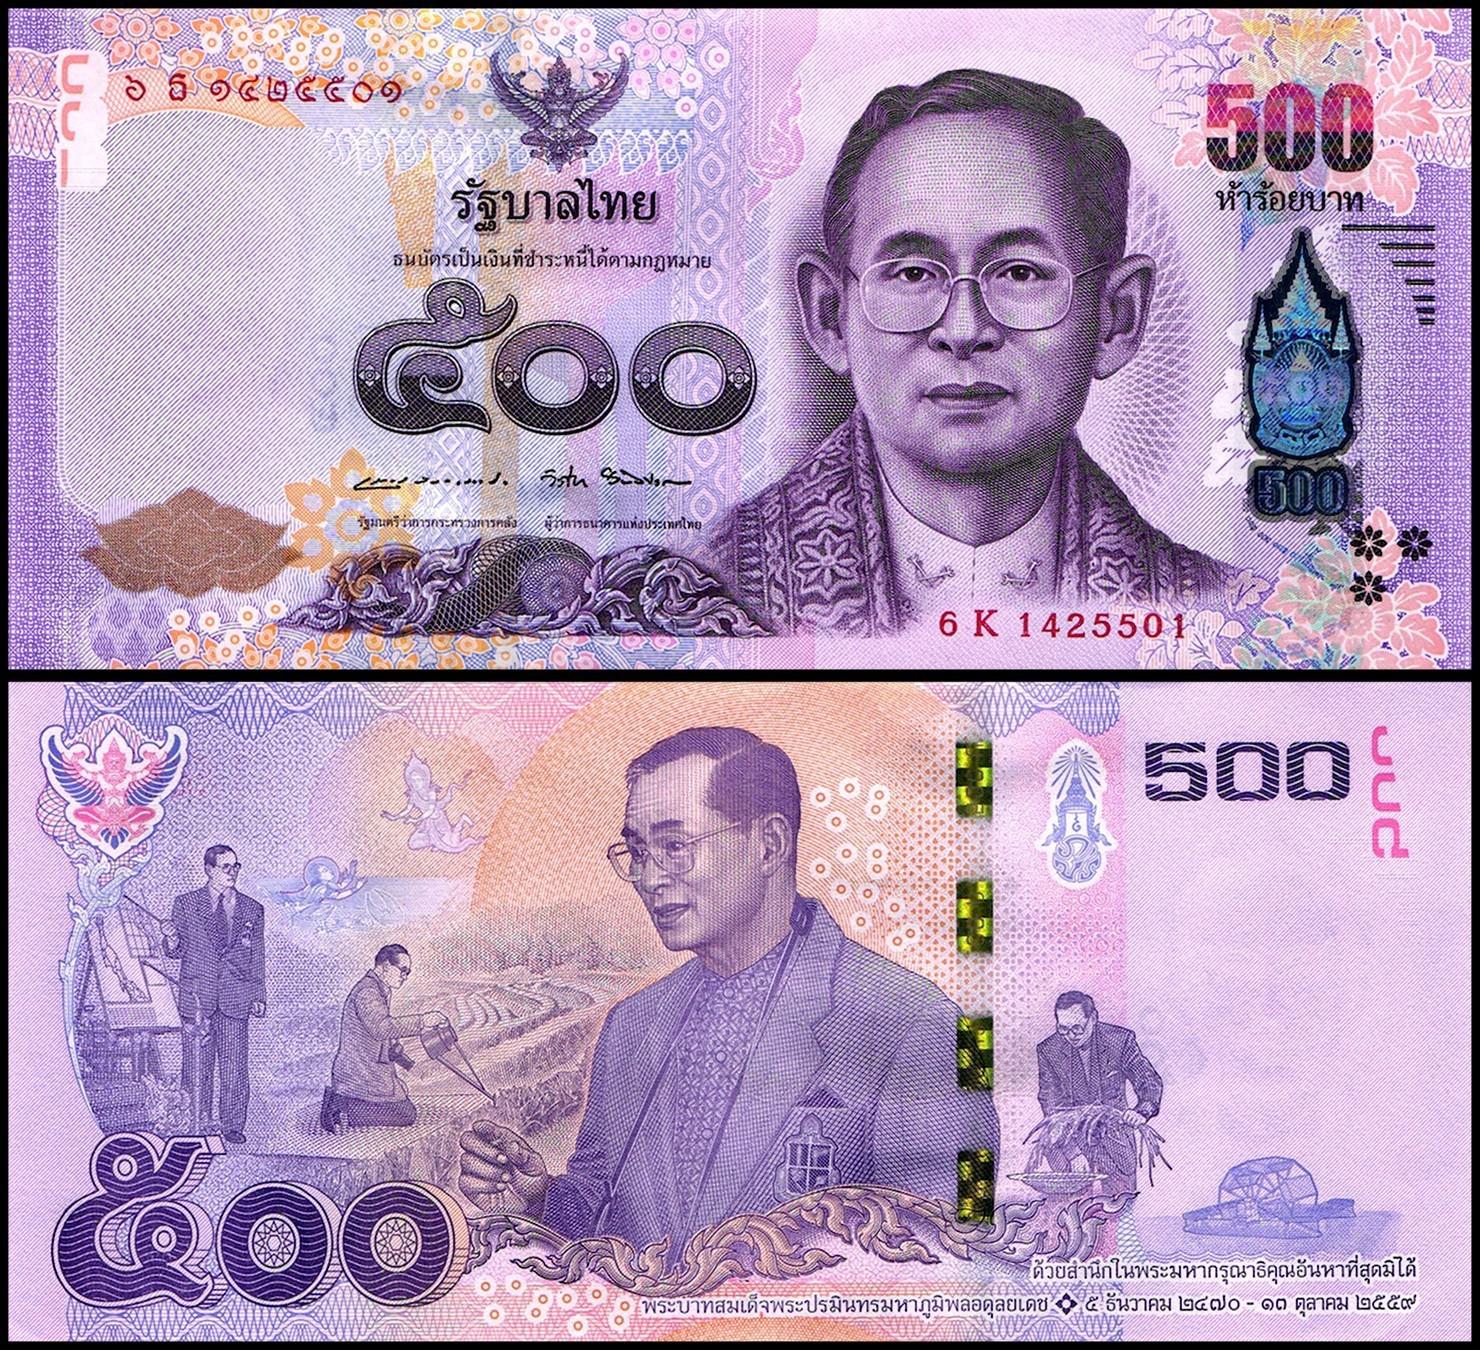 ๖ ธ ๑๔๒๕๕๐๑
500
รัฐบาลไทย
ห้าร้อยบาท
ธนบัตรเป็นเงินที่ชำระหนี้ได้ตามกฎหมาย
๕๐๐
500
รัฐมนตรีว่าการกระทรวงการคลัง ผู้ว่าการธนาคารแห่งประเทศไทย
6 K 1425501
500
๕๐๐
ด้วยสำนึกในพระมหากรุณาธิคุณอันหาที่สุดมิได้
พระบาทสมเด็จพระปรมินทรมหาภูมิพลอดุลยเดช ๕ ธันวาคม ๒๔๗๐ - ๑๓ ตุลาคม ๒๕๕๙